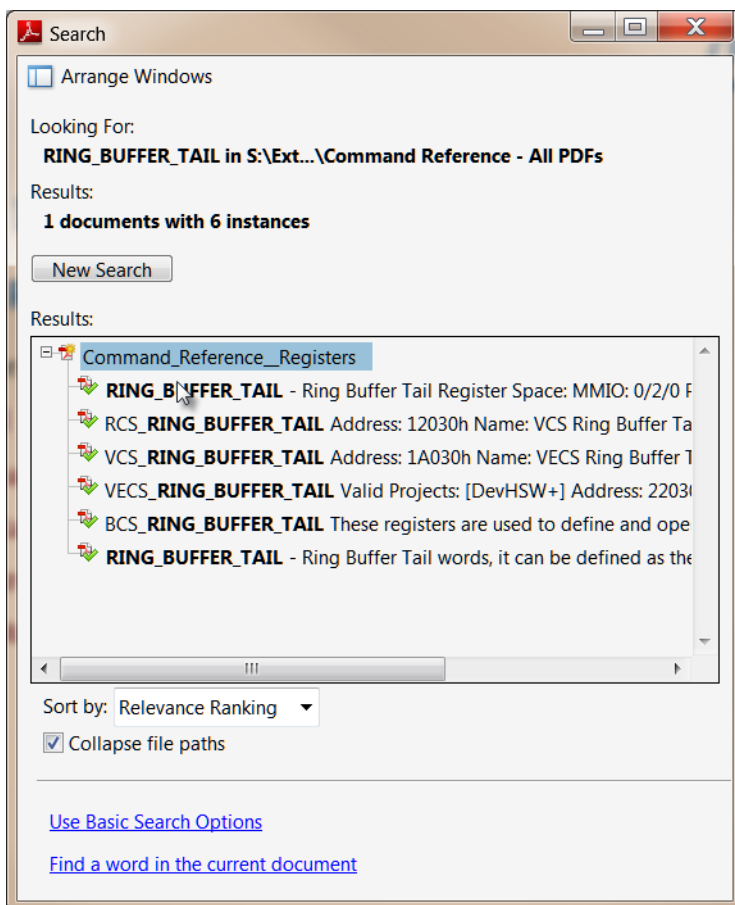 Search
Arrange Windows
Looking For:
RING_BUFFER_TAIL in S:\Ext...\Command Reference - All PDFs
Results:
1 documents with 6 instances
New Search
Results:
Command_Reference__Registers
RING_BUFFER_TAIL - Ring Buffer Tail Register Space: MMIO: 0/2/0
RCS_RING_BUFFER_TAIL Address: 12030h Name: VCS Ring Buffer Ta
VCS_RING_BUFFER_TAIL Address: 1A030h Name: VECS Ring Buffer
VECS_RING_BUFFER_TAIL Valid Projects: [DevHSW+] Address: 2203
BCS_RING_BUFFER_TAIL These registers are used to define and ope
RING_BUFFER_TAIL - Ring Buffer Tail words, it can be defined as the
Sort by: Relevance Ranking
Collapse file paths
Use Basic Search Options
Find a word in the current document